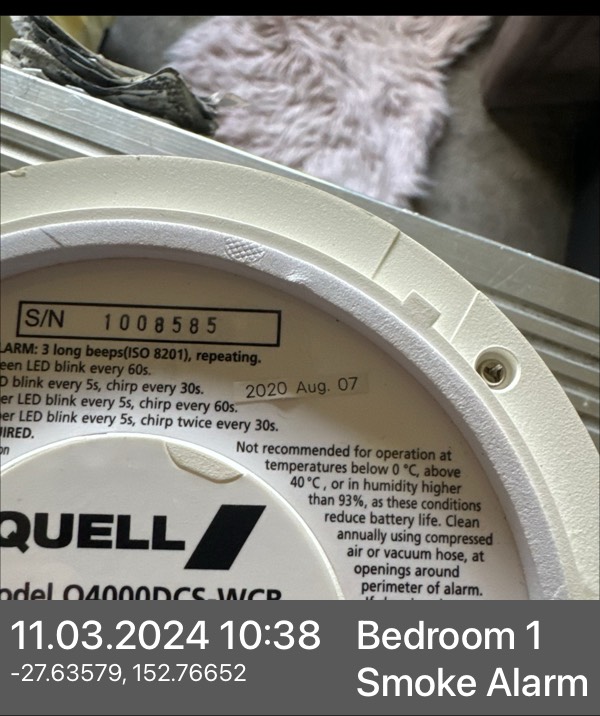 S/N 1008585
LARM: 3 long beeps(ISO 8201), repeating.
een LED blink every 60s.
D blink every 5s, chirp every 30s.
er LED blink every 5s, chirp every 60s.
er LED blink every 5s, chirp twice every 30s.
IRED.
on
2020 Aug. 07
Not recommended for operation at
temperatures below 0 °C, above
40 °C , or in humidity higher
than 93%, as these conditions
reduce battery life. Clean
annually using compressed
air or vacuum hose, at
openings around
perimeter of alarm.
QUELL
odel Q4000DCS-WCP
11.03.2024 10:38
-27.63579, 152.76652
Bedroom 1
Smoke Alarm